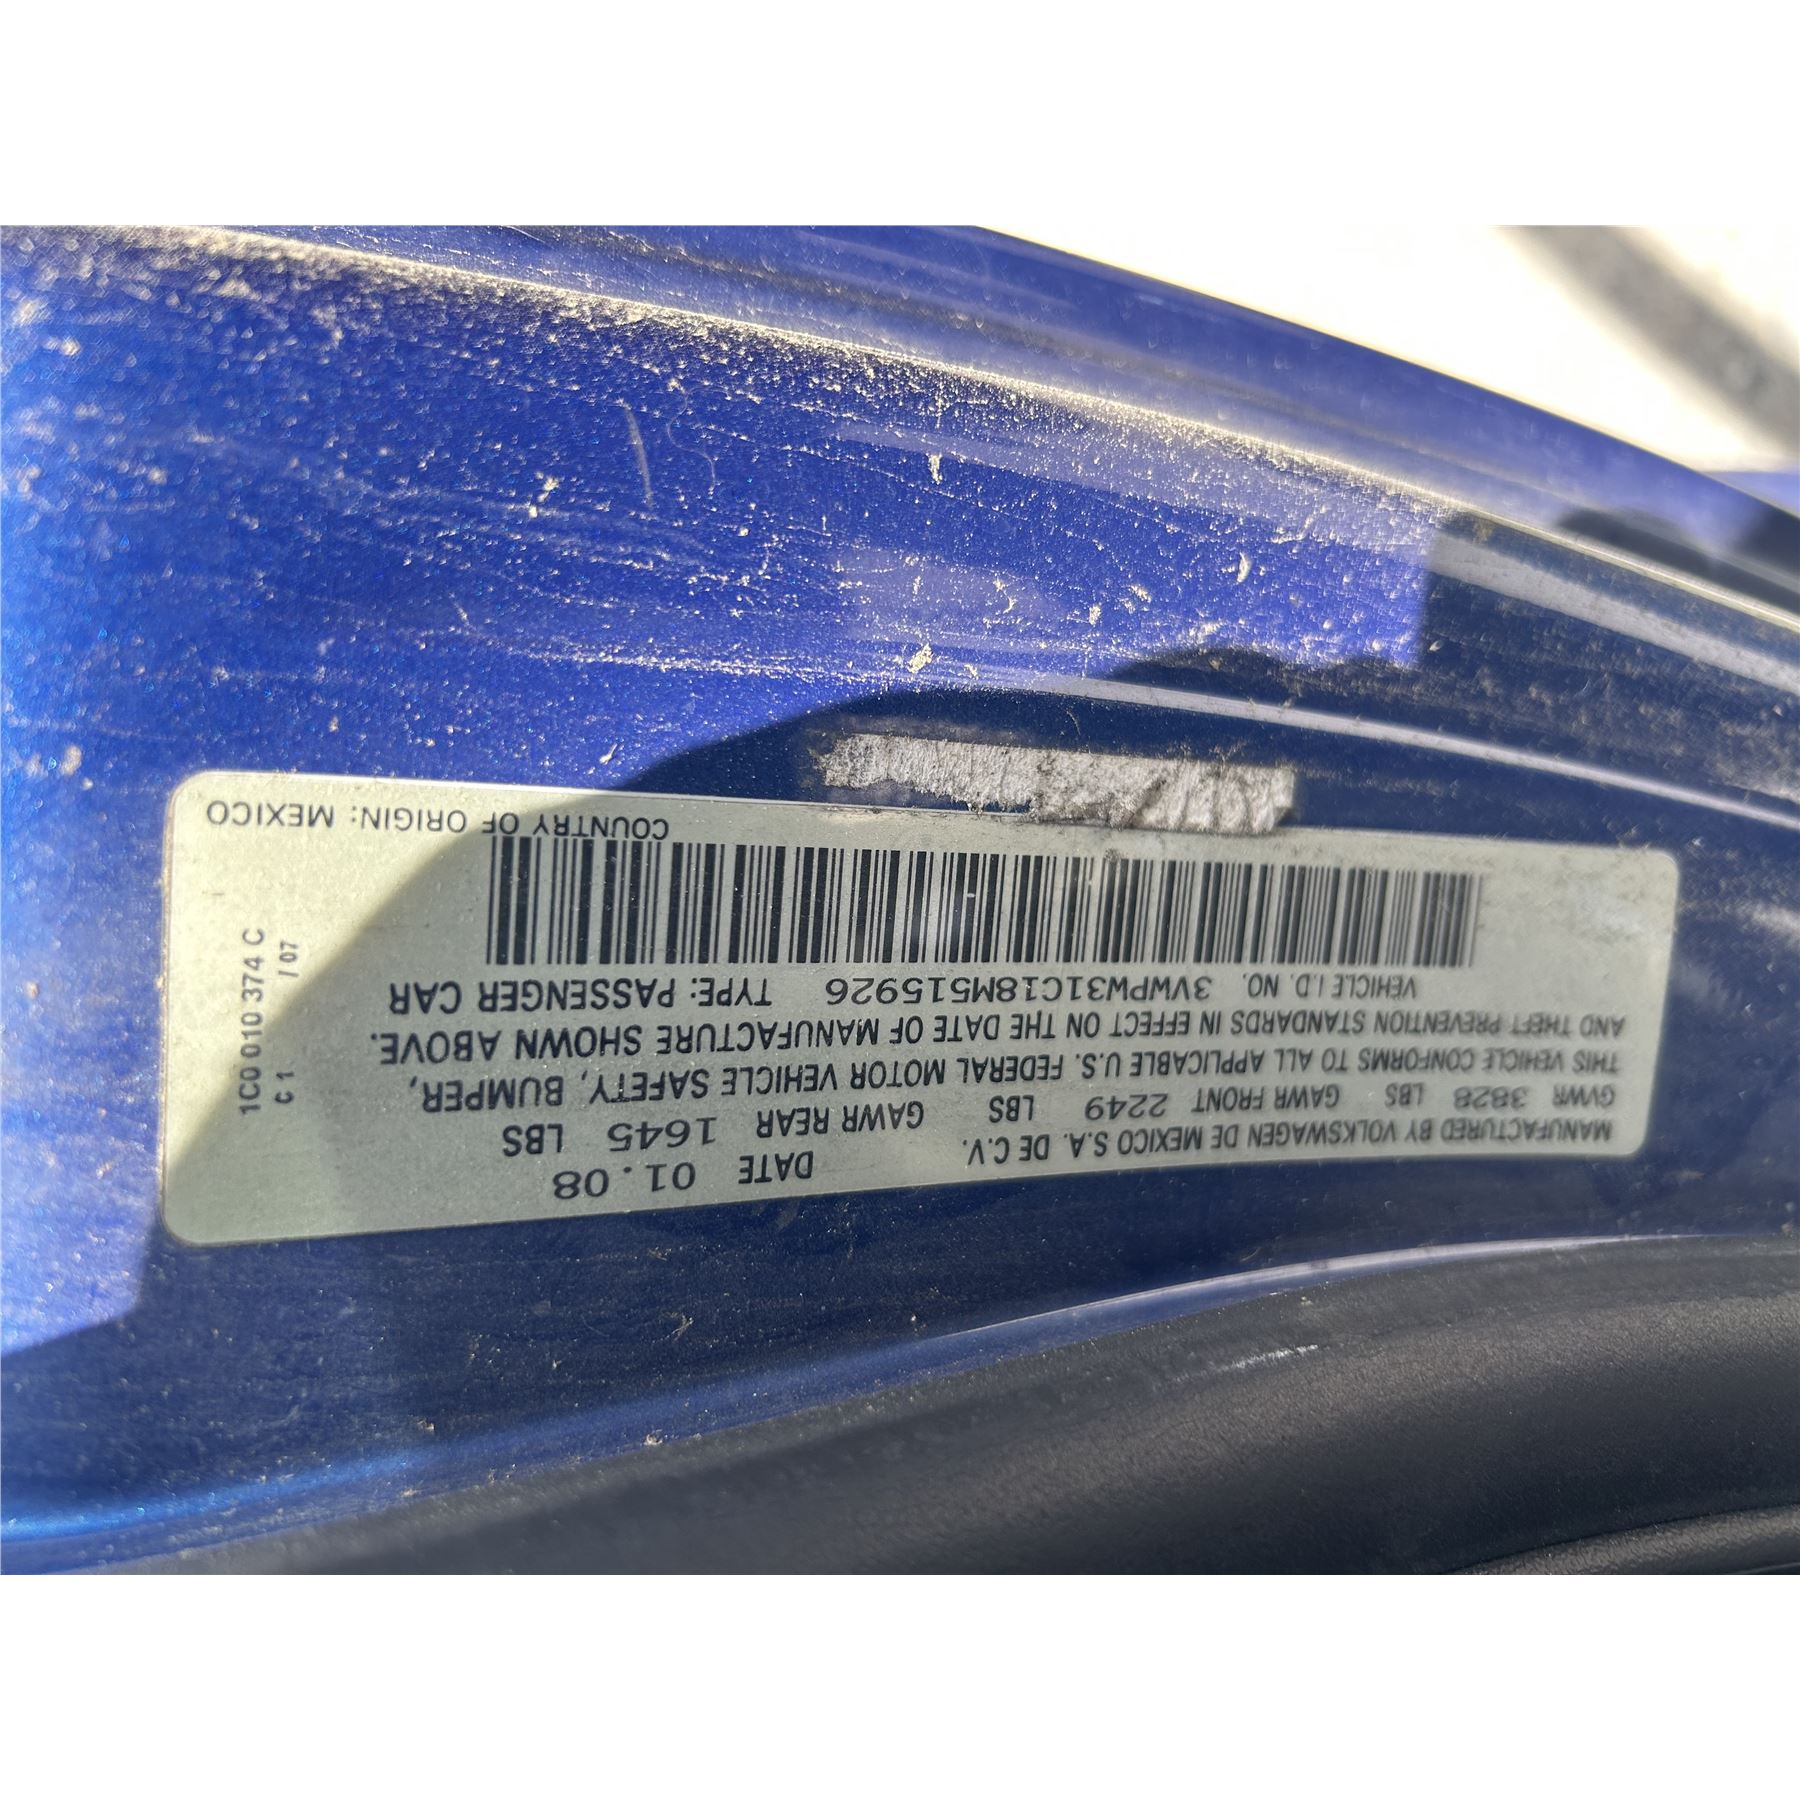 MANUFACTURED BY VOLKSWAGEN DE MEXICO S.A. DE C.V. DATE 01.08
GVWR 3828 LBS GAWR FRONT 2249 LBS GAWR REAR 1645 LBS
THIS VEHICLE CONFORMS TO ALL APPLICABLE U.S. FEDERAL MOTOR VEHICLE SAFETY, BUMPER,
AND THEFT PREVENTION STANDARDS IN EFFECT ON THE DATE OF MANUFACTURE SHOWN ABOVE.
VEHICLE I.D. NO. 3VWPW31C18M515926 TYPE: PASSENGER CAR
COUNTRY OF ORIGIN: MEXICO
1C0 010 374 C
C 1 / 07